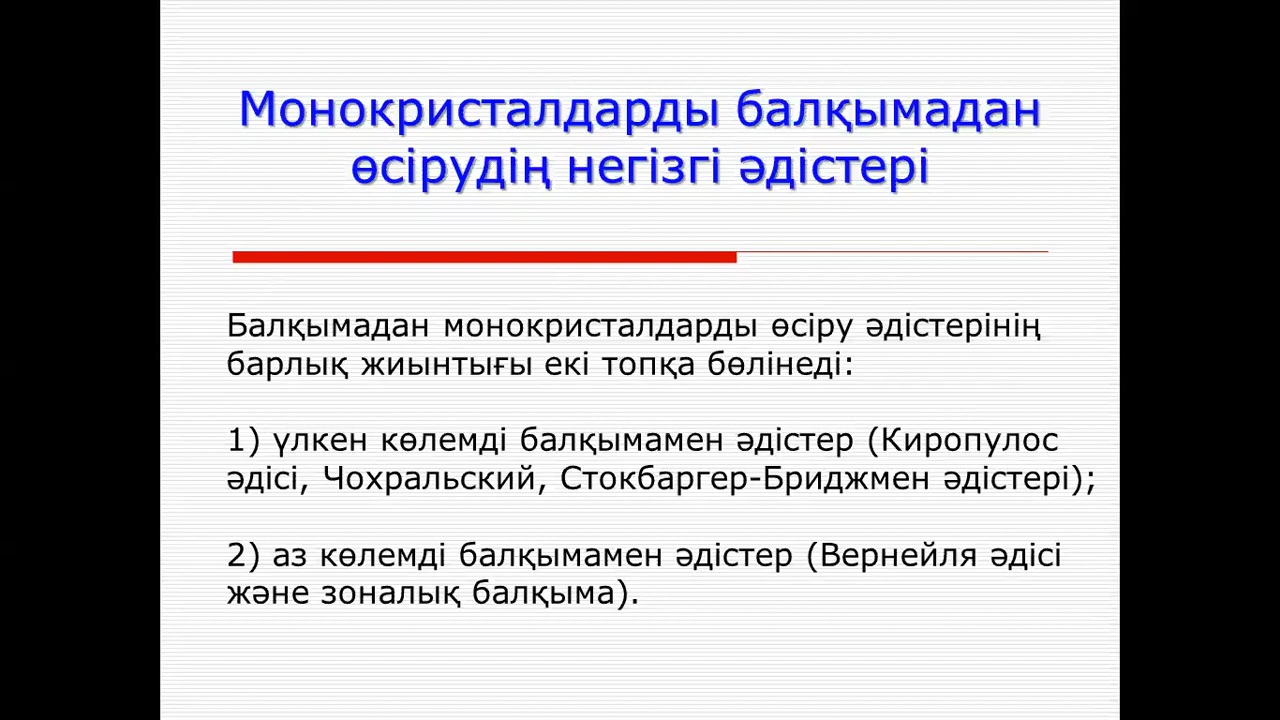 Монокристалдарды балқымадан
өсірудің негізгі әдістері
Балқымадан монокристалдарды өсіру әдістерінің
барлық жиынтығы екі топқа бөлінеді:
1) үлкен көлемді балқымамен әдістер (Киропулос
әдісі, Чохральский, Стокбаргер-Бриджмен әдістері);
2) аз көлемді балқымамен әдістер (Вернейля әдісі
және зоналық балқыма).